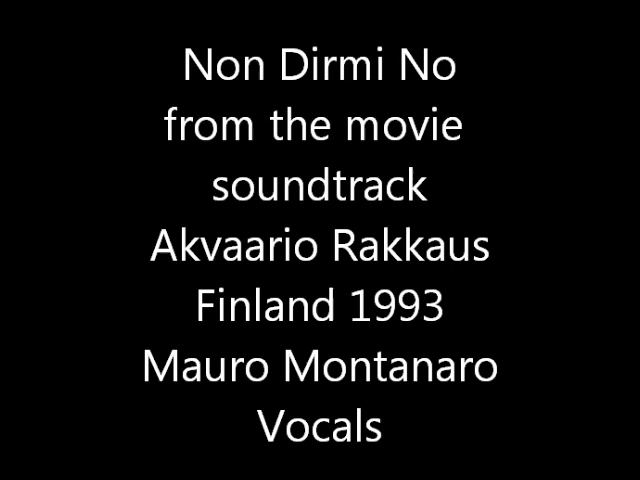 Non Dirmi No
from the movie
soundtrack
Akvaario Rakkaus
Finland 1993
Mauro Montanaro
Vocals